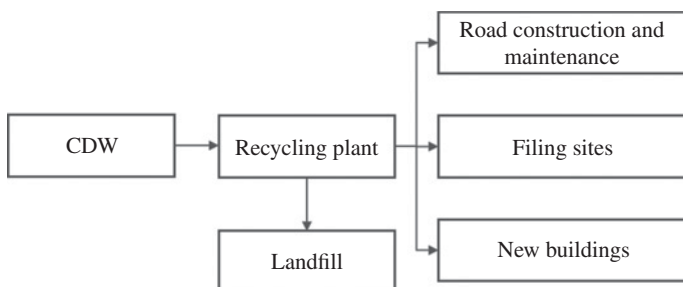 Road construction and
maintenance
CDW
Recycling plant
Filing sites
Landfill
New buildings